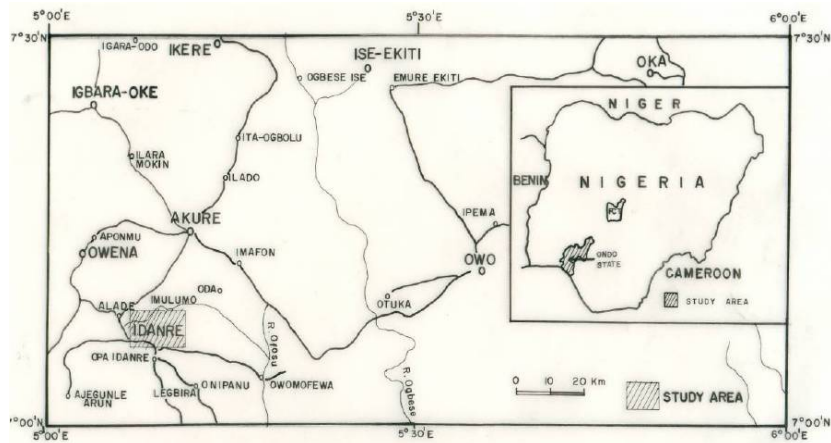 5°00'E
5°30'
6°00'E
7°30'N
7°30'N
IGARA-ODO
IKERE
ISE-EKITI
OGBESE ISE
EMURE EKITI
OKA
IGBARA-OKE
ITA-OGBOLU
ILARA
MOKIN
ILADO
AKURE
IPEMA
APONMU
OWENA
IMAFON
OWO
ODA
OTUKA
IMULUMO
ALADE
IDANRE
R. Ofosu
OPA IDANRE
OWOMOFEWA
ONIPANU
LEGBIRA
AJEGUNLE
ARUN
R. Ogbese
NIGER
BENIN
NIGERIA
FC
ONDO
STATE
CAMEROON
STUDY AREA
0 10 20 Km
STUDY AREA
7°00'N
5°00'E
5°30'
6°00'E